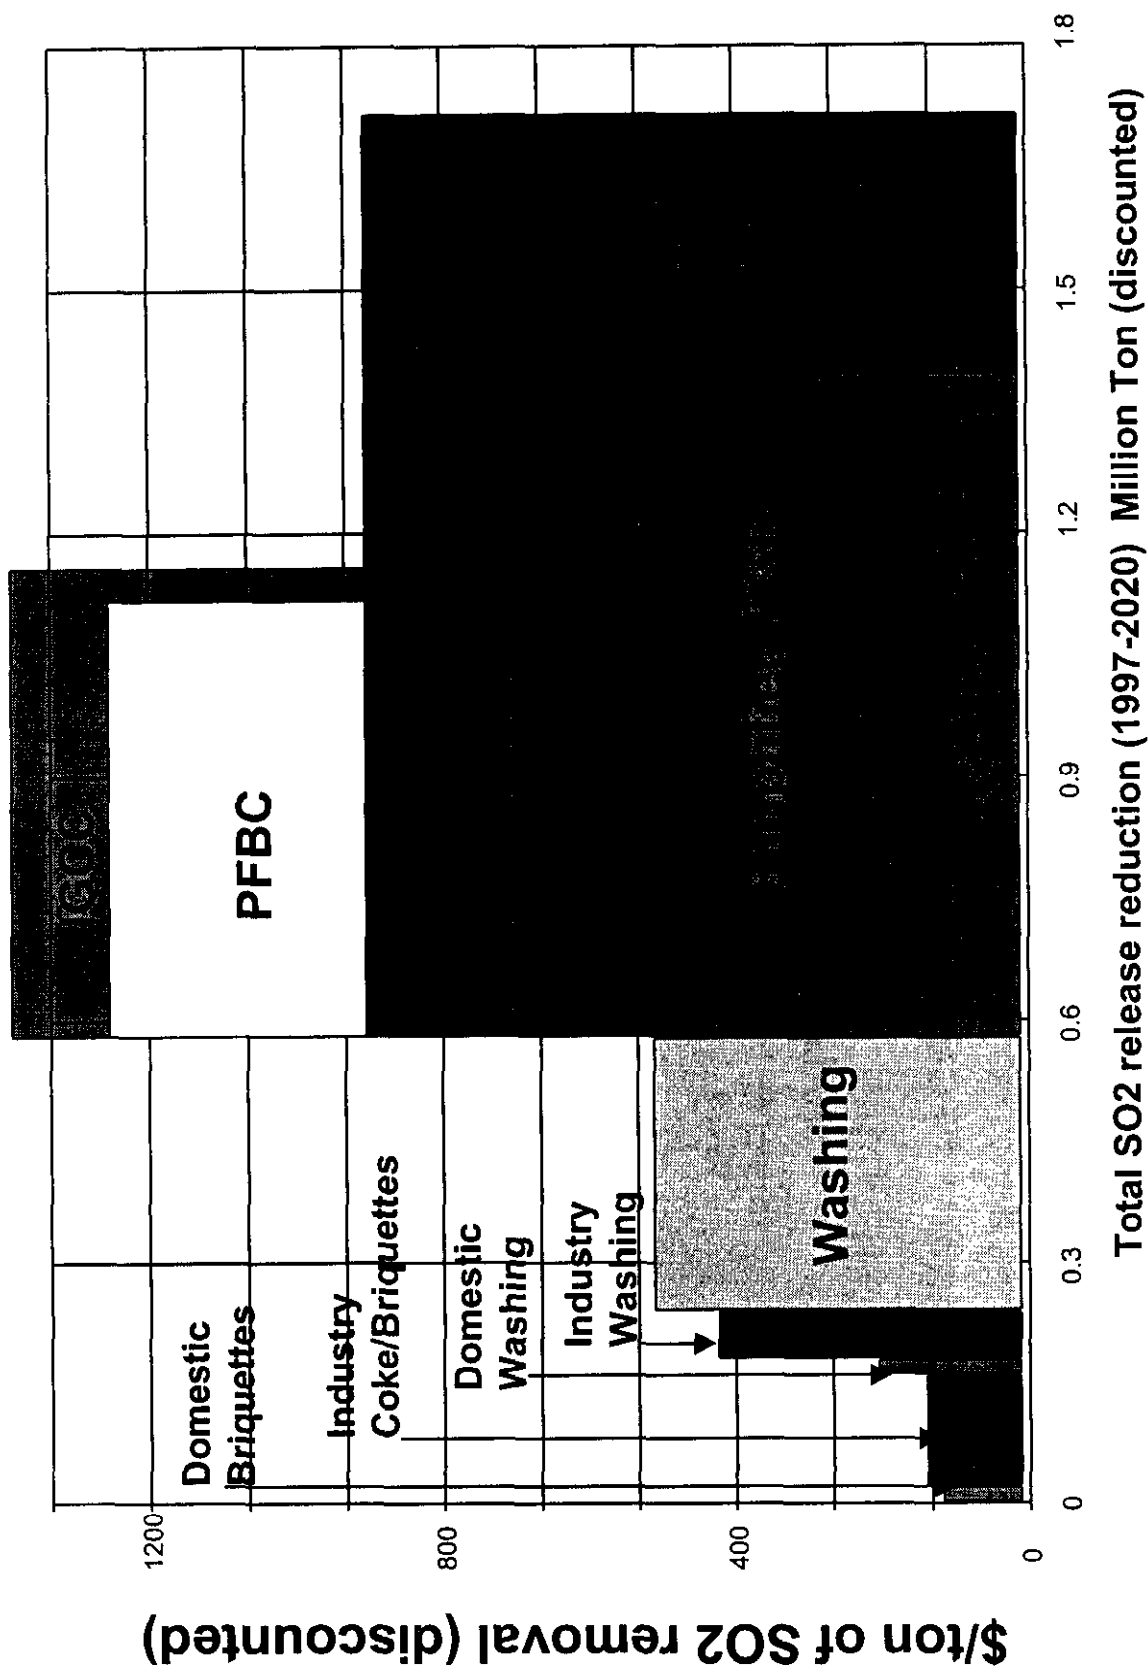 $/ton of SO2 removal (discounted)
1200
800
400
0
Domestic
Briquettes
Industry
Coke/Briquettes
Domestic
Washing
Industry
Washing
Washing
PFBC
IGCC
0
0.3
0.6
0.9
1.2
1.5
1.8
Total SO2 release reduction (1997-2020) Million Ton (discounted)